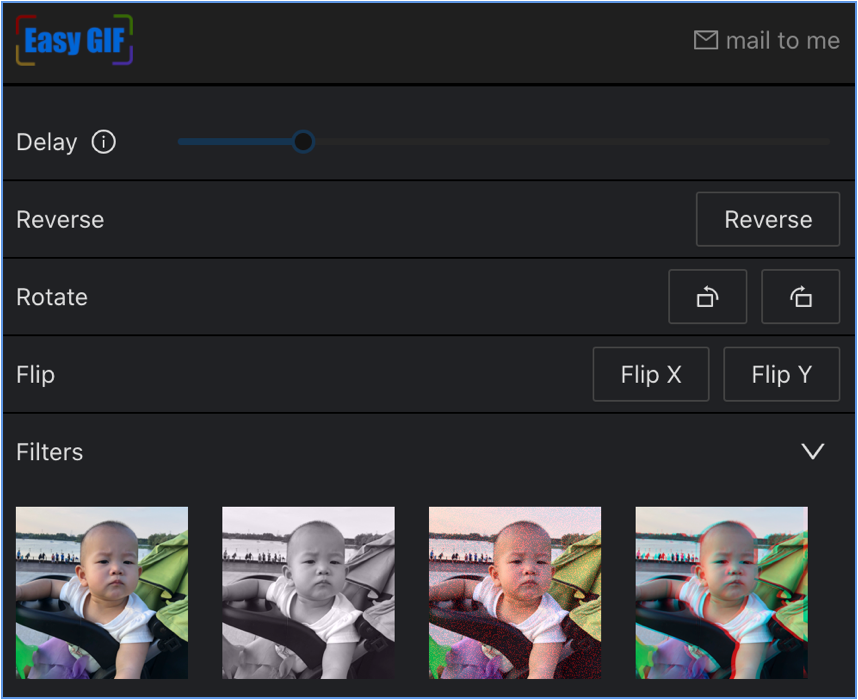 Easy GIF
mail to me
Delay
Reverse
Reverse
Rotate
Flip
Flip X
Flip Y
Filters